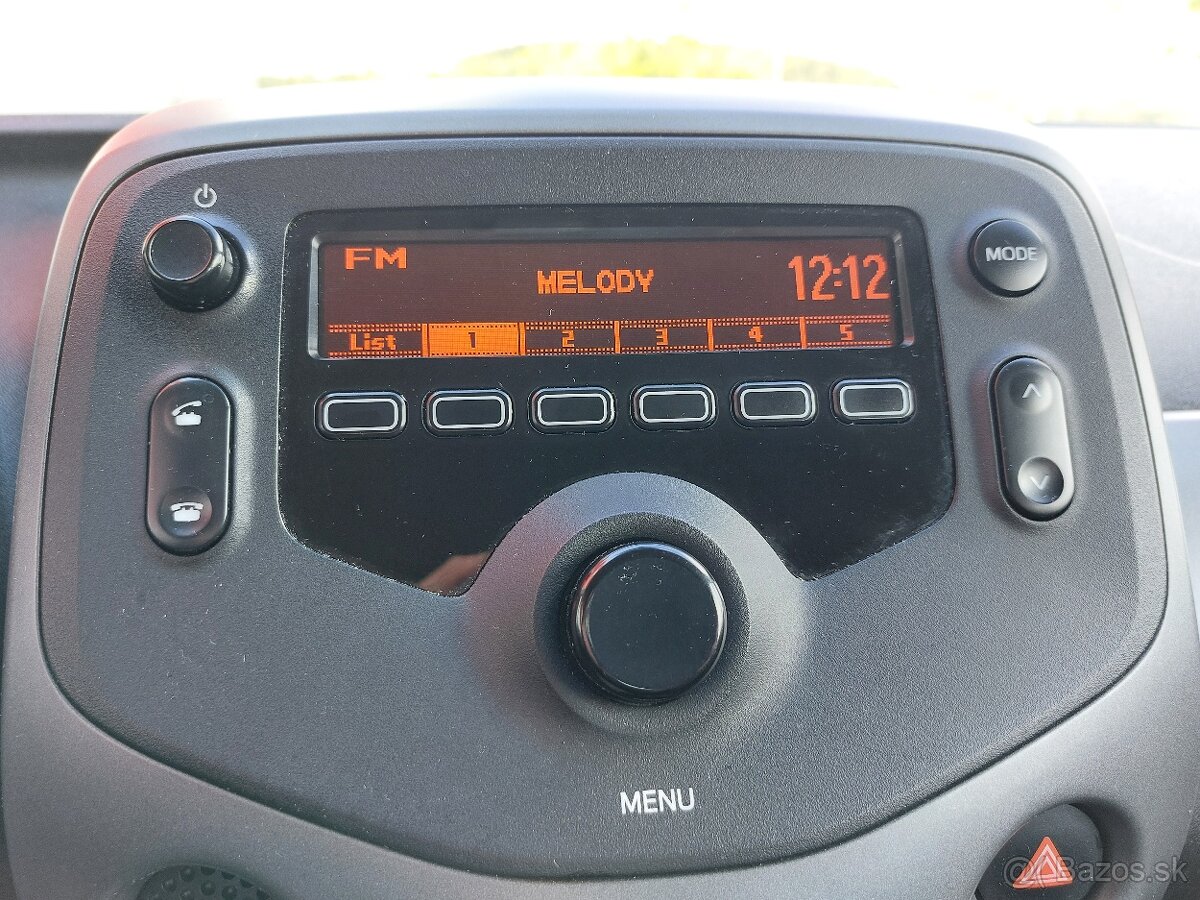 MODE
FM
MELODY
12:12
List 1 2 3 4 5
MENU
@ Bazos.sk